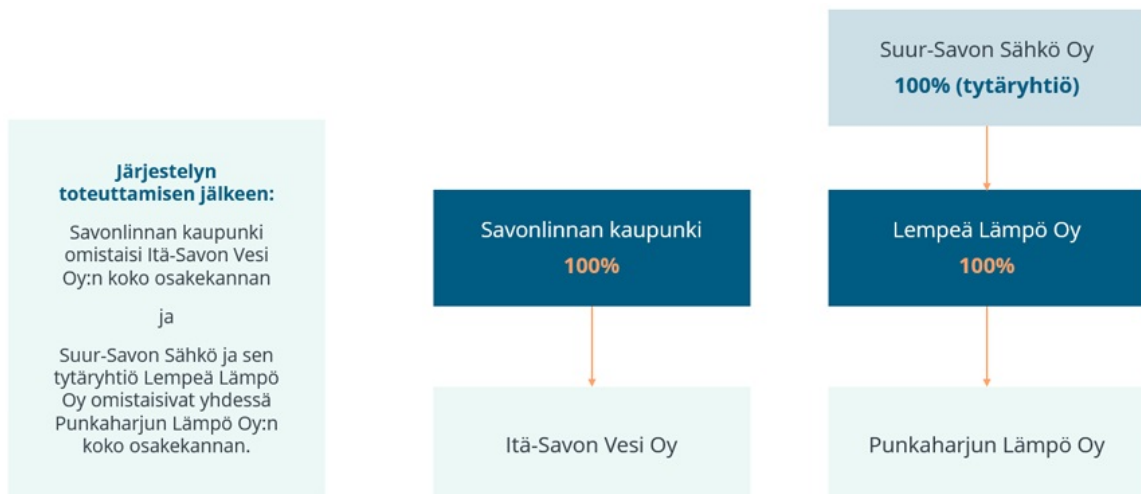 Järjestelyn
toteuttamisen jälkeen:
Savonlinnan kaupunki
omistaisi Itä-Savon Vesi
Oy:n koko osakekannan
ja
Suur-Savon Sähkö ja sen
tytäryhtiö Lempeä Lämpö
Oy omistaisivat yhdessä
Punkaharjun Lämpö Oy:n
koko osakekannan.
Savonlinnan kaupunki
100%
Itä-Savon Vesi Oy
Suur-Savon Sähkö Oy
100% (tytäryhtiö)
Lempeä Lämpö Oy
100%
Punkaharjun Lämpö Oy